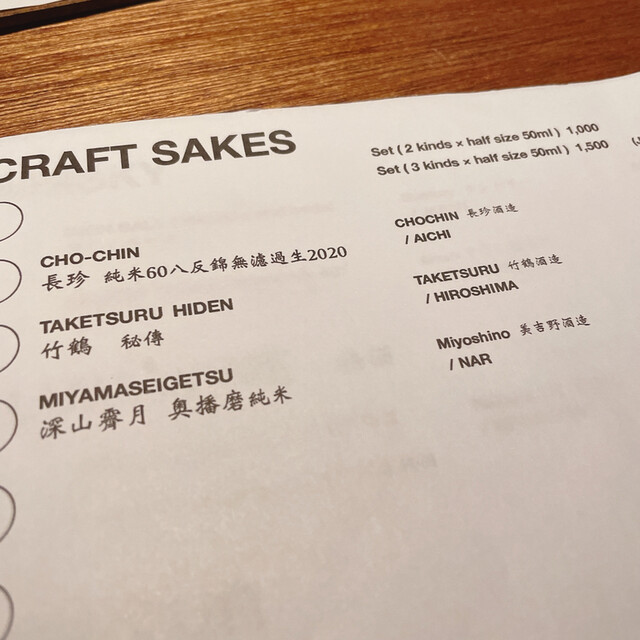 CRAFT SAKES
Set ( 2 kinds × half size 50ml ) 1,000
Set ( 3 kinds × half size 50ml ) 1,500
CHO-CHIN
長珍 純米60八反錦無濾過生2020
CHOCHIN 長珍酒造
/ AICHI
TAKETSURU HIDEN
竹鶴 秘傳
TAKETSURU 竹鶴酒造
/ HIROSHIMA
MIYAMASEIGETSU
深山霽月 奥播磨純米
Miyoshino 美吉野酒造
/ NAR